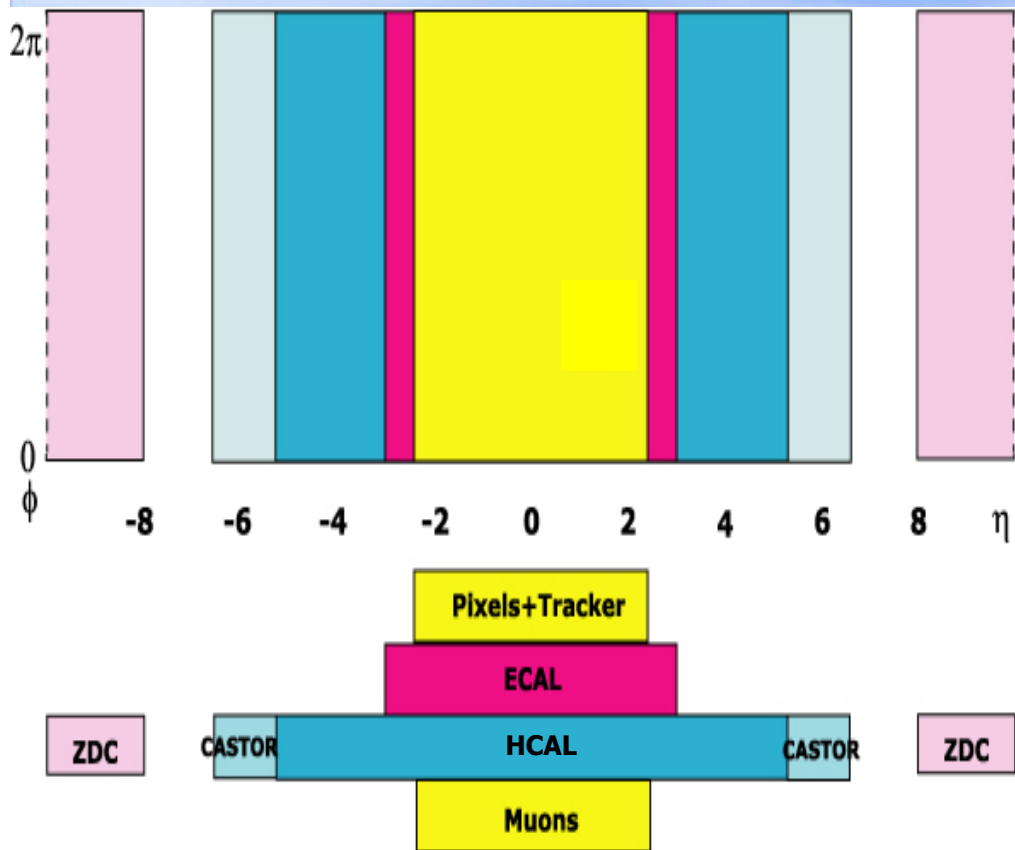 2π
0
ϕ
-8 -6 -4 -2 0 2 4 6 8 η
Pixels+Tracker
ECAL
ZDC CASTOR HCAL CASTOR ZDC
Muons